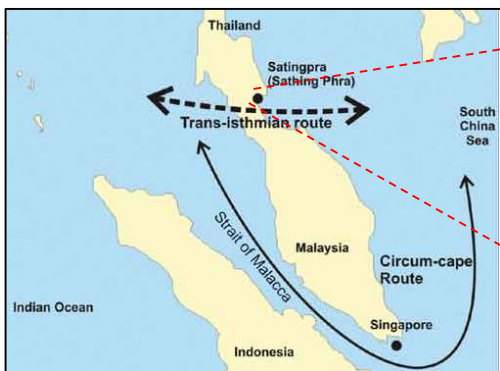 Thailand
Satingpra
(Sathing Phra)
Trans-isthmian route
South
China
Sea
Strait of Malacca
Malaysia
Circum-cape
Route
Indian Ocean
Singapore
Indonesia